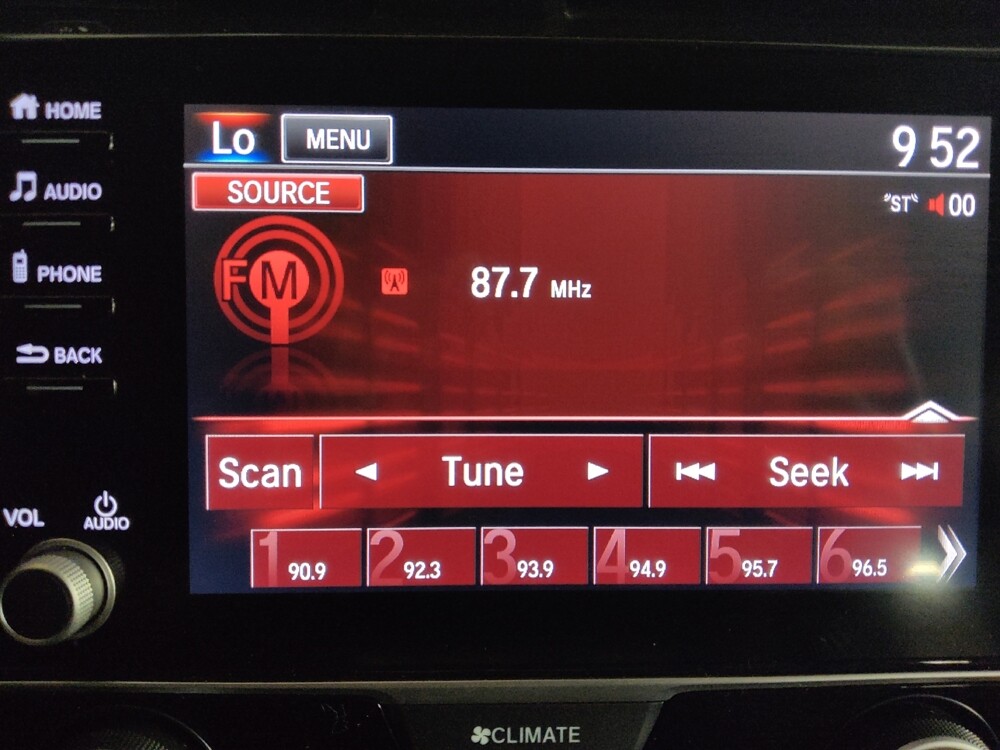 HOME
AUDIO
PHONE
BACK
VOL
AUDIO
Lo MENU 9 52
SOURCE
"ST" 00
FM 87.7 MHz
Scan Tune Seek
1 90.9 2 92.3 3 93.9 4 94.9 5 95.7 6 96.5
CLIMATE